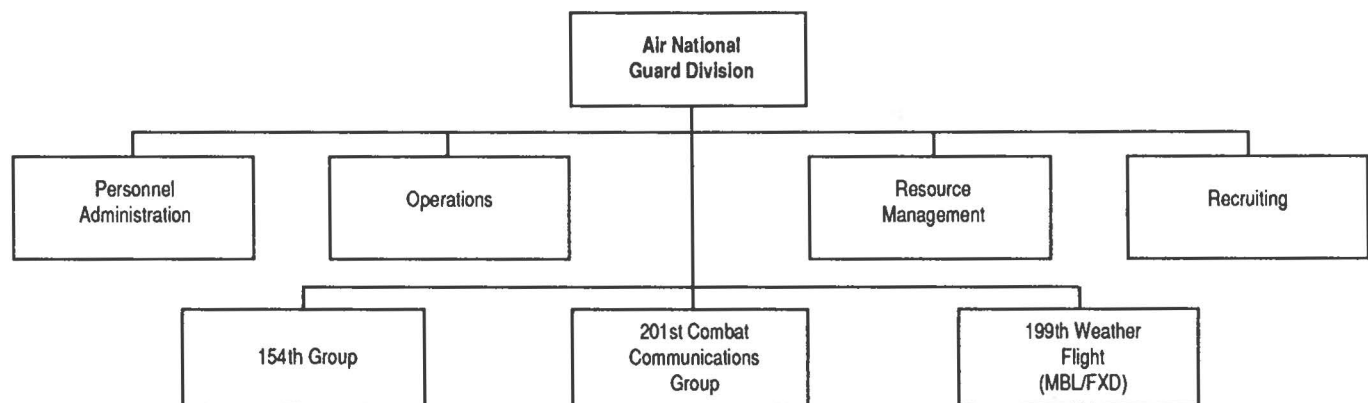 Air National
Guard Division
Personnel
Administration
Operations
Resource
Management
Recruiting
154th Group
201st Combat
Communications
Group
199th Weather
Flight
(MBL/FXD)